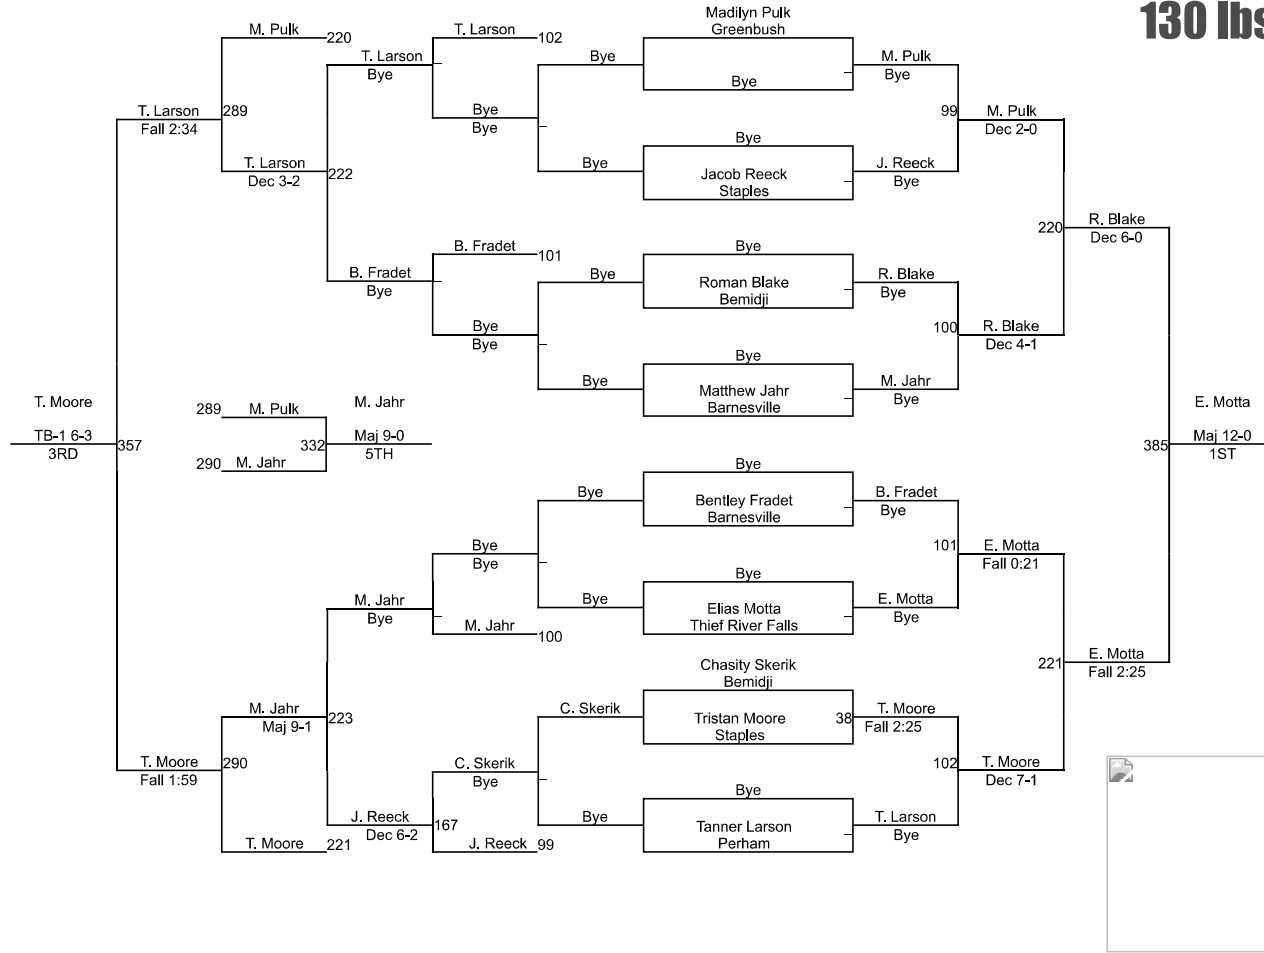 130 lbs
Madilyn Pulk
Greenbush
M. Pulk
220
T. Larson
102
T. Larson
Bye
Bye
M. Pulk
Bye
Bye
T. Larson
Fall 2:34
289
Bye
Bye
99
M. Pulk
Dec 2-0
Bye
T. Larson
Dec 3-2
222
Bye
Jacob Reeck
Staples
J. Reeck
Bye
220
R. Blake
Dec 6-0
B. Fradet
101
Bye
B. Fradet
Bye
Bye
Roman Blake
Bemidji
R. Blake
Bye
Bye
Bye
100
R. Blake
Dec 4-1
Bye
Bye
Matthew Jahr
Barnesville
M. Jahr
Bye
T. Moore
TB-1 6-3
3RD
357
289
M. Pulk
290
M. Jahr
332
M. Jahr
Maj 9-0
5TH
E. Motta
385
Maj 12-0
1ST
Bye
Bye
Bentley Fradet
Barnesville
B. Fradet
Bye
Bye
Bye
101
E. Motta
Fall 0:21
Bye
M. Jahr
Bye
Bye
Elias Motta
Thief River Falls
E. Motta
Bye
M. Jahr
100
221
E. Motta
Fall 2:25
Chasity Skerik
Bemidji
M. Jahr
Maj 9-1
223
C. Skerik
Tristan Moore
Staples
38
T. Moore
Fall 2:25
T. Moore
Fall 1:59
290
C. Skerik
Bye
102
T. Moore
Dec 7-1
Bye
J. Reeck
Dec 6-2
167
Bye
Tanner Larson
Perham
T. Larson
Bye
T. Moore
221
J. Reeck
99